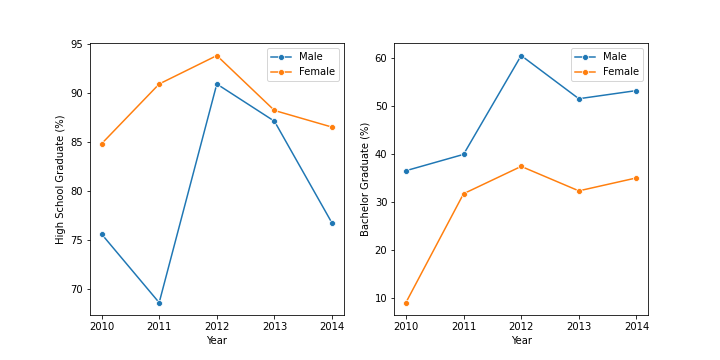 95
90
85
80
75
70
High School Graduate (%)
Male
Female
2010 2011 2012 2013 2014
Year
60
50
40
30
20
10
Bachelor Graduate (%)
Male
Female
2010 2011 2012 2013 2014
Year